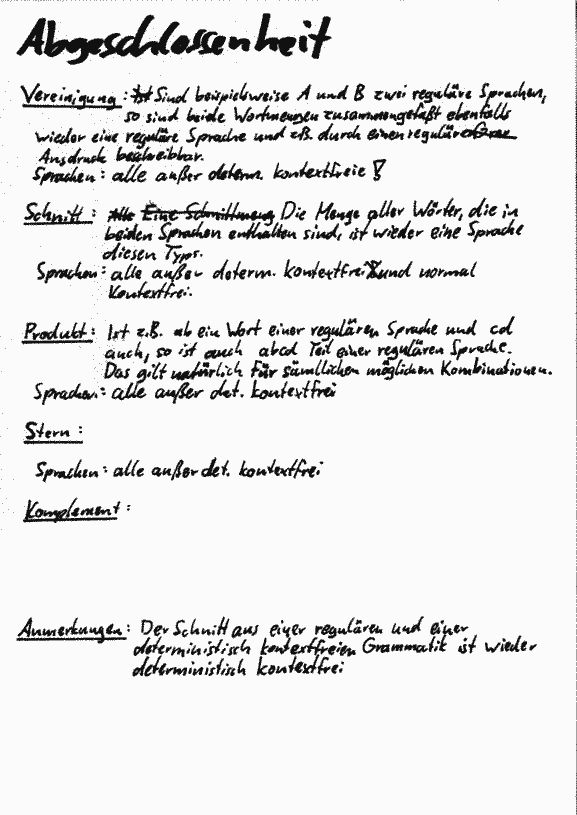 Abgeschlossenheit
Vereinigung: Sind beispielsweise A und B zwei reguläre Sprachen,
so sind beide Wortmengen zusammengefaßt ebenfalls
wieder eine reguläre Sprache und z.B. durch einen regulären
Ausdruck beschreibbar.
Sprachen: alle außer determ. kontextfreie !
Schnitt: Die Menge aller Wörter, die in
beiden Sprachen enthalten sind, ist wieder eine Sprache
diesen Typs.
Sprachen: alle außer determ. kontextfrei und normal
kontextfrei.
Produkt: Ist z.B. ab ein Wort einer regulären Sprache und cd
auch, so ist auch abcd Teil einer regulären Sprache.
Das gilt natürlich für sämtlichen möglichen Kombinationen.
Sprachen: alle außer det. kontextfrei
Stern:
Sprachen: alle außer det. kontextfrei
Komplement:
Anmerkungen: Der Schnitt aus einer regulären und einer
deterministisch kontextfreien Grammatik ist wieder
deterministisch kontextfrei